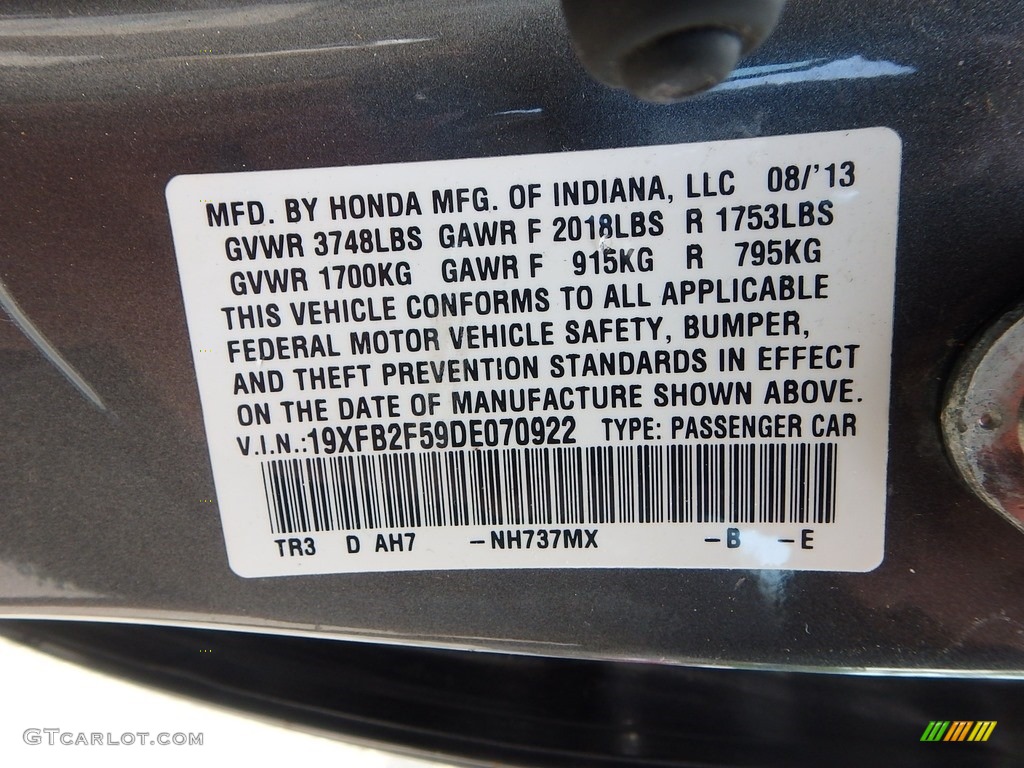 MFD. BY HONDA MFG. OF INDIANA, LLC 08/'13
GVWR 3748LBS GAWR F 2018LBS R 1753LBS
GVWR 1700KG GAWR F 915KG R 795KG
THIS VEHICLE CONFORMS TO ALL APPLICABLE
FEDERAL MOTOR VEHICLE SAFETY, BUMPER,
AND THEFT PREVENTION STANDARDS IN EFFECT
ON THE DATE OF MANUFACTURE SHOWN ABOVE.
V.I.N.:19XFB2F59DE070922 TYPE: PASSENGER CAR
TR3 D AH7 -NH737MX -B -E
GTCARLOT.COM